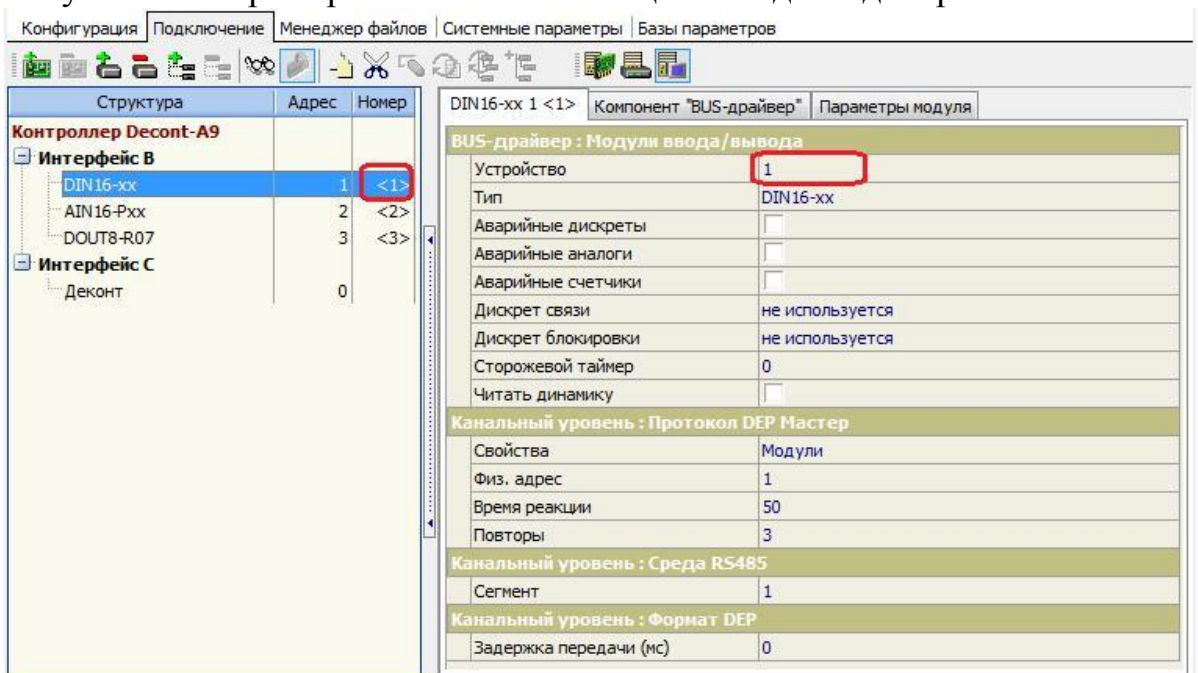 Конфигурация Подключение Менеджер файлов Системные параметры Базы параметров
Структура Адрес Номер
Контроллер Decont-A9
Интерфейс B
DIN16-xx 1 <1>
AIN16-Pxx 2 <2>
DOUT8-R07 3 <3>
Интерфейс C
Деконт 0
DIN16-xx 1 <1> Компонент "BUS-драйвер" Параметры модуля
BUS-драйвер : Модули ввода/вывода
Устройство 1
Тип DIN16-xx
Аварийные дискреты
Аварийные аналоги
Аварийные счетчики
Дискрет связи не используется
Дискрет блокировки не используется
Сторожевой таймер 0
Читать динамику
Канальный уровень : Протокол DEP Мастер
Свойства Модули
Физ. адрес 1
Время реакции 50
Повторы 3
Канальный уровень : Среда RS485
Сегмент 1
Канальный уровень : Формат DEP
Задержка передачи (мс) 0